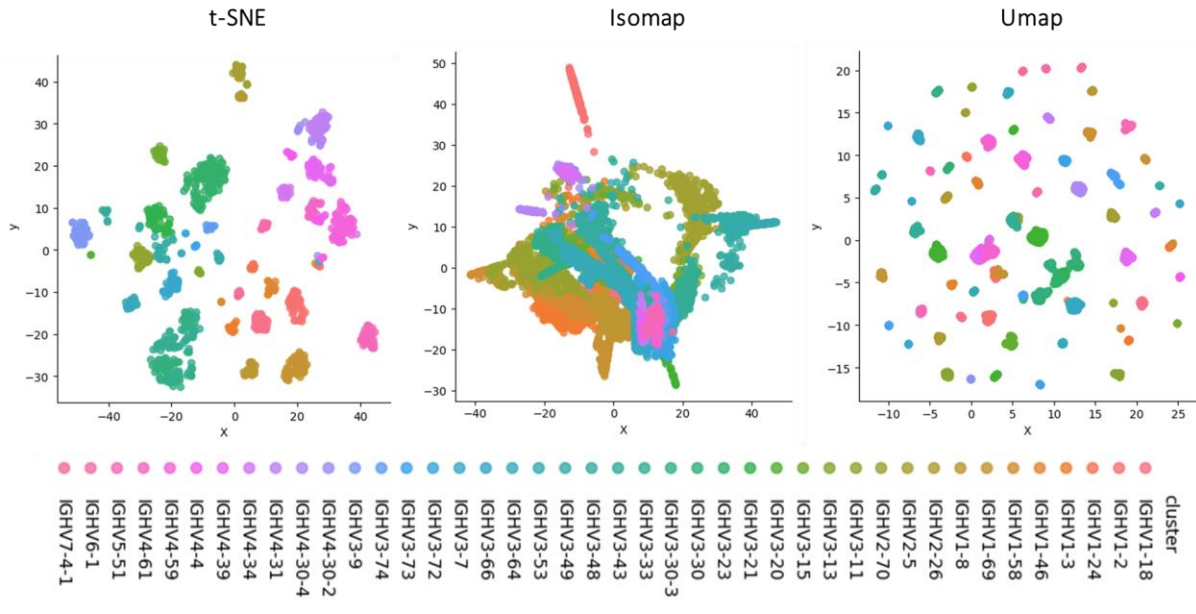 t-SNE
Isomap
Umap
40
30
20
10
0
−10
−20
−30
y
−40
−20
0
20
40
X
50
40
30
20
10
0
−10
−20
−30
y
−40
−20
0
20
40
X
20
15
10
5
0
−5
−10
−15
y
−10
−5
0
5
10
15
20
25
X
cluster
IGHV1-18
IGHV1-2
IGHV1-24
IGHV1-3
IGHV1-46
IGHV1-58
IGHV1-69
IGHV1-8
IGHV2-26
IGHV2-5
IGHV2-70
IGHV3-11
IGHV3-13
IGHV3-15
IGHV3-20
IGHV3-21
IGHV3-23
IGHV3-30
IGHV3-30-3
IGHV3-33
IGHV3-43
IGHV3-48
IGHV3-49
IGHV3-53
IGHV3-64
IGHV3-66
IGHV3-7
IGHV3-72
IGHV3-73
IGHV3-74
IGHV3-9
IGHV4-30-2
IGHV4-30-4
IGHV4-31
IGHV4-34
IGHV4-39
IGHV4-4
IGHV4-59
IGHV4-61
IGHV5-51
IGHV6-1
IGHV7-4-1